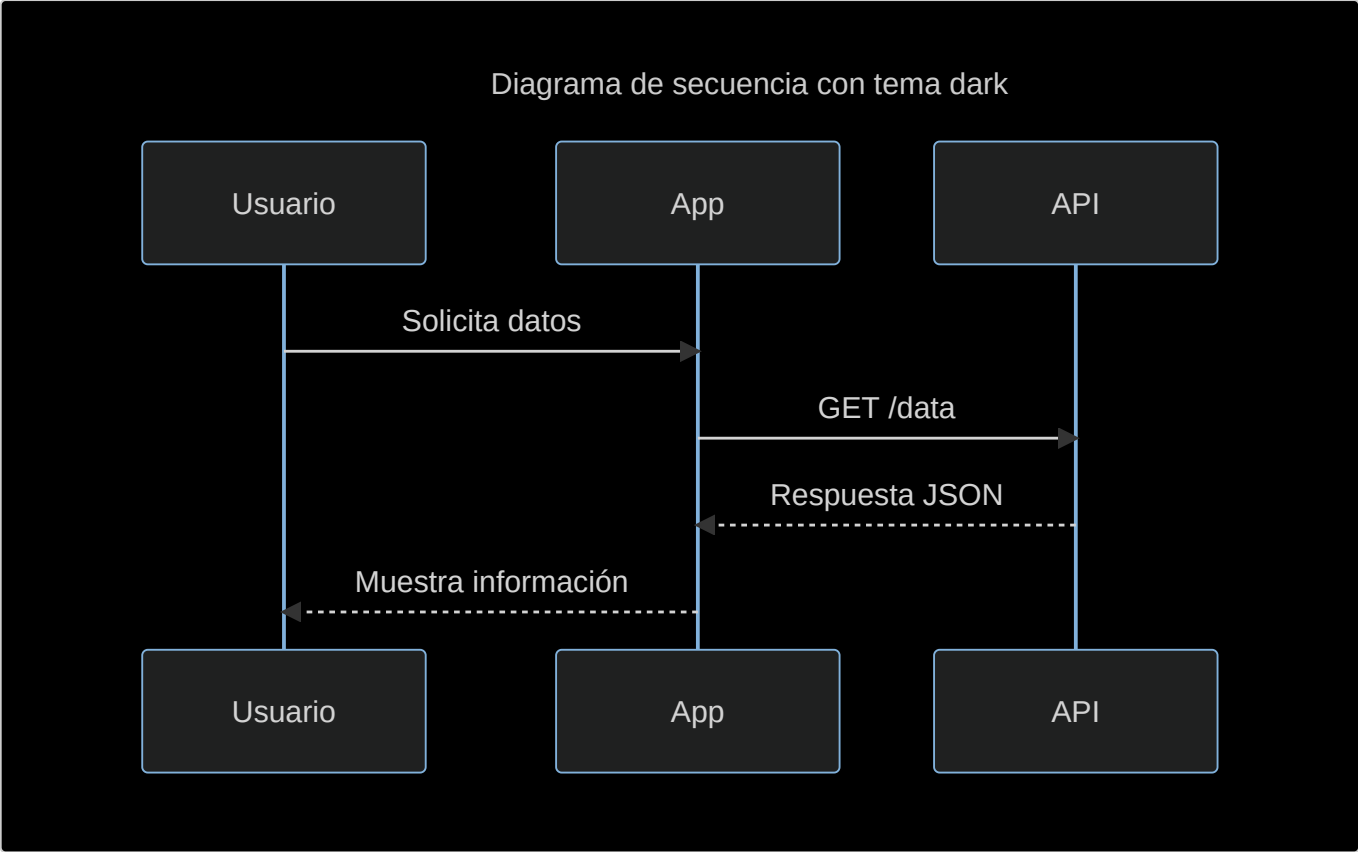 Diagrama de secuencia con tema dark
Usuario
App
API
Solicita datos
GET /data
Respuesta JSON
Muestra información
Usuario
App
API